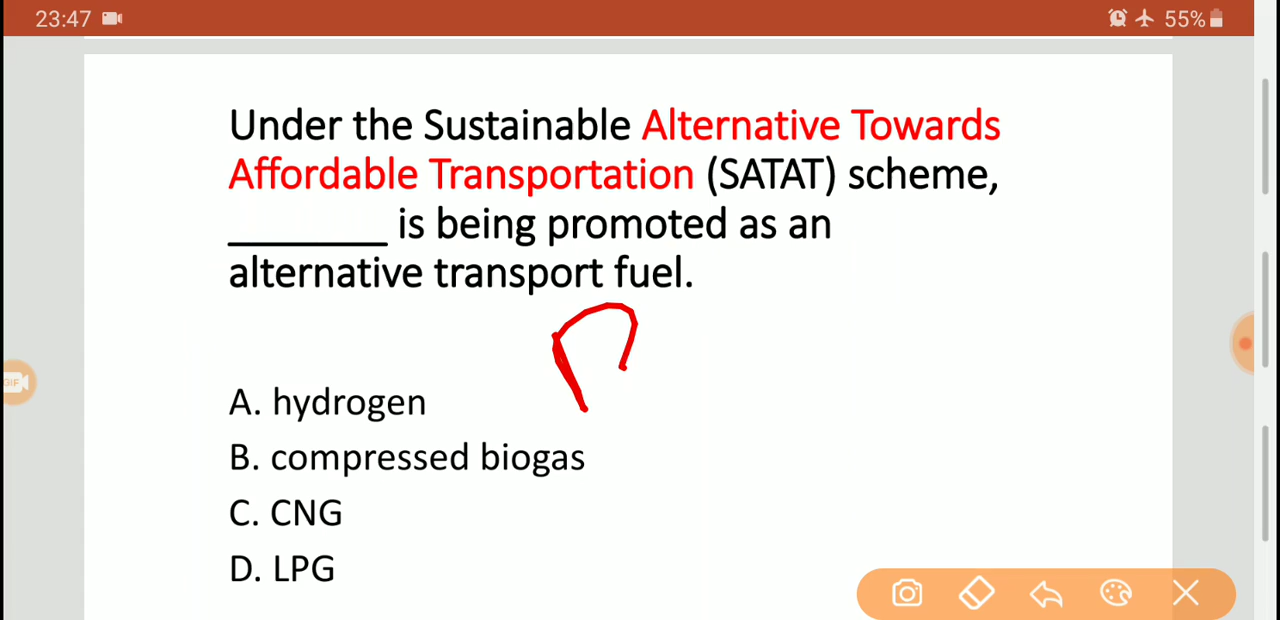 23:47
55%
Under the Sustainable Alternative Towards
Affordable Transportation (SATAT) scheme,
________ is being promoted as an
alternative transport fuel.
A. hydrogen
B. compressed biogas
C. CNG
D. LPG
GIF